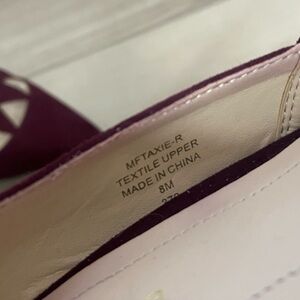 MFTAXIE-R
TEXTILE UPPER
MADE IN CHINA
8M